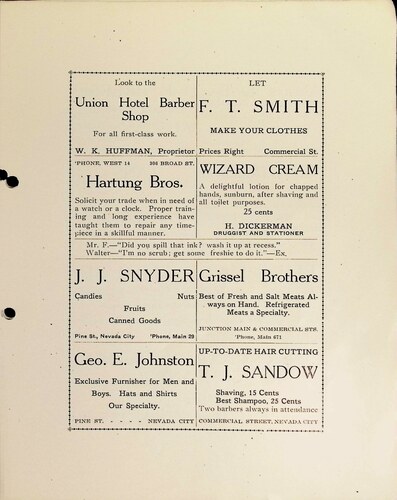 Look to the
Union Hotel Barber
Shop
For all first-class work.
W. K. HUFFMAN, Proprietor
LET
F. T. SMITH
MAKE YOUR CLOTHES
Prices Right Commercial St.
'PHONE, WEST 14 206 BROAD ST.
Hartung Bros.
Solicit your trade when in need of
a watch or a clock. Proper train-
ing and long experience have
taught them to repair any time-
piece in a skillful manner.
WIZARD CREAM
A delightful lotion for chapped
hands, sunburn, after shaving and
all toilet purposes.
25 cents
H. DICKERMAN
DRUGGIST AND STATIONER
Mr. F.—"Did you spill that ink? wash it up at recess."
Walter—"I'm no scrub; get some freshie to do it."—Ex.
J. J. SNYDER
Candies Nuts
Fruits
Canned Goods
Pine St., Nevada City 'Phone, Main 29
Grissel Brothers
Best of Fresh and Salt Meats Al-
ways on Hand. Refrigerated
Meats a Specialty.
JUNCTION MAIN & COMMERCIAL STS.
'Phone, Main 671
Geo. E. Johnston
Exclusive Furnisher for Men and
Boys. Hats and Shirts
Our Specialty.
PINE ST. - - - - NEVADA CITY
UP-TO-DATE HAIR CUTTING
T. J. SANDOW
Shaving, 15 Cents
Best Shampoo, 25 Cents
Two barbers always in attendance
COMMERCIAL STREET, NEVADA CITY